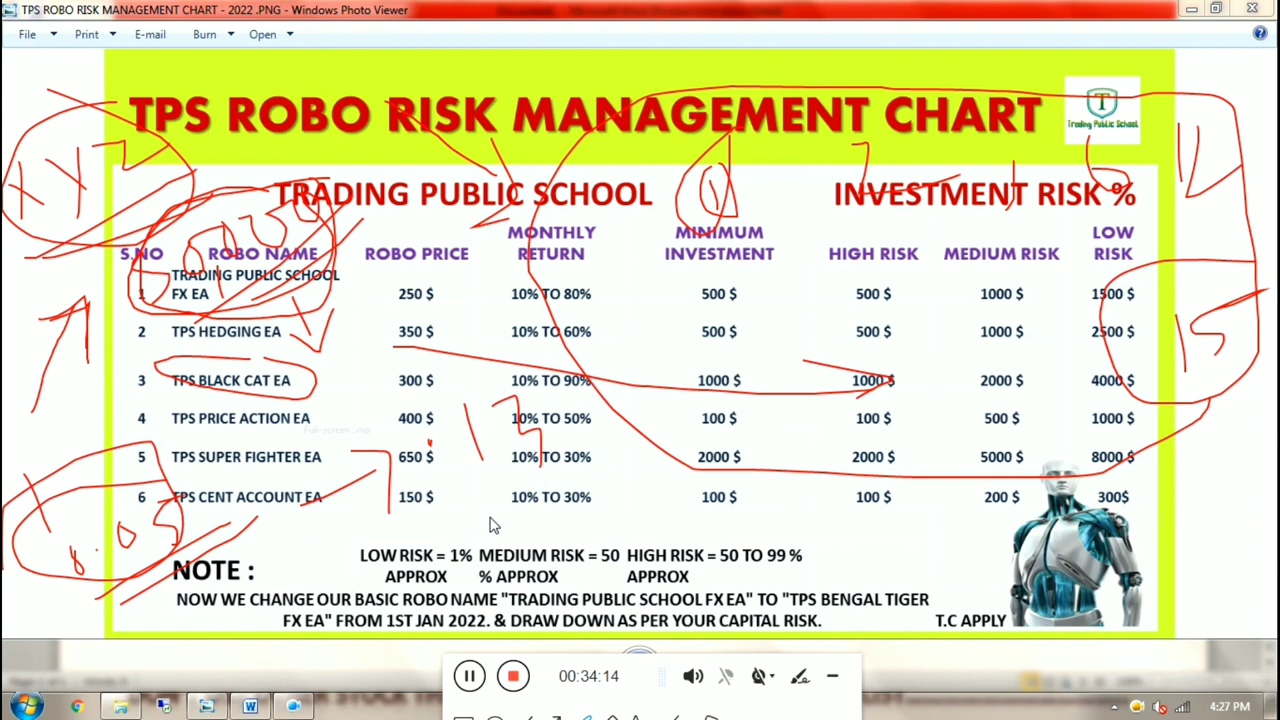 TPS ROBO RISK MANAGEMENT CHART - 2022 .PNG - Windows Photo Viewer
File Print E-mail Burn Open
TPS ROBO RISK MANAGEMENT CHART
T
Trading Public School
XYZ
1
12
TRADING PUBLIC SCHOOL INVESTMENT RISK %
S.NO ROBO NAME ROBO PRICE MONTHLY RETURN MINIMUM INVESTMENT HIGH RISK MEDIUM RISK LOW RISK
1 TRADING PUBLIC SCHOOL FX EA 250 $ 10% TO 80% 500 $ 500 $ 1000 $ 1500 $
2 TPS HEDGING EA 350 $ 10% TO 60% 500 $ 500 $ 1000 $ 2500 $
15
3 TPS BLACK CAT EA 300 $ 10% TO 90% 1000 $ 1000 $ 2000 $ 4000 $
4 TPS PRICE ACTION EA 400 $ 10% TO 50% 100 $ 100 $ 500 $ 1000 $
13
5 TPS SUPER FIGHTER EA 650 $ 10% TO 30% 2000 $ 2000 $ 5000 $ 8000 $
6 TPS CENT ACCOUNT EA 150 $ 10% TO 30% 100 $ 100 $ 200 $ 300$
NOTE :
LOW RISK = 1% APPROX
MEDIUM RISK = 50 % APPROX
HIGH RISK = 50 TO 99 % APPROX
NOW WE CHANGE OUR BASIC ROBO NAME "TRADING PUBLIC SCHOOL FX EA" TO "TPS BENGAL TIGER
FX EA" FROM 1ST JAN 2022. & DRAW DOWN AS PER YOUR CAPITAL RISK. T.C APPLY
00:34:14
4:27 PM